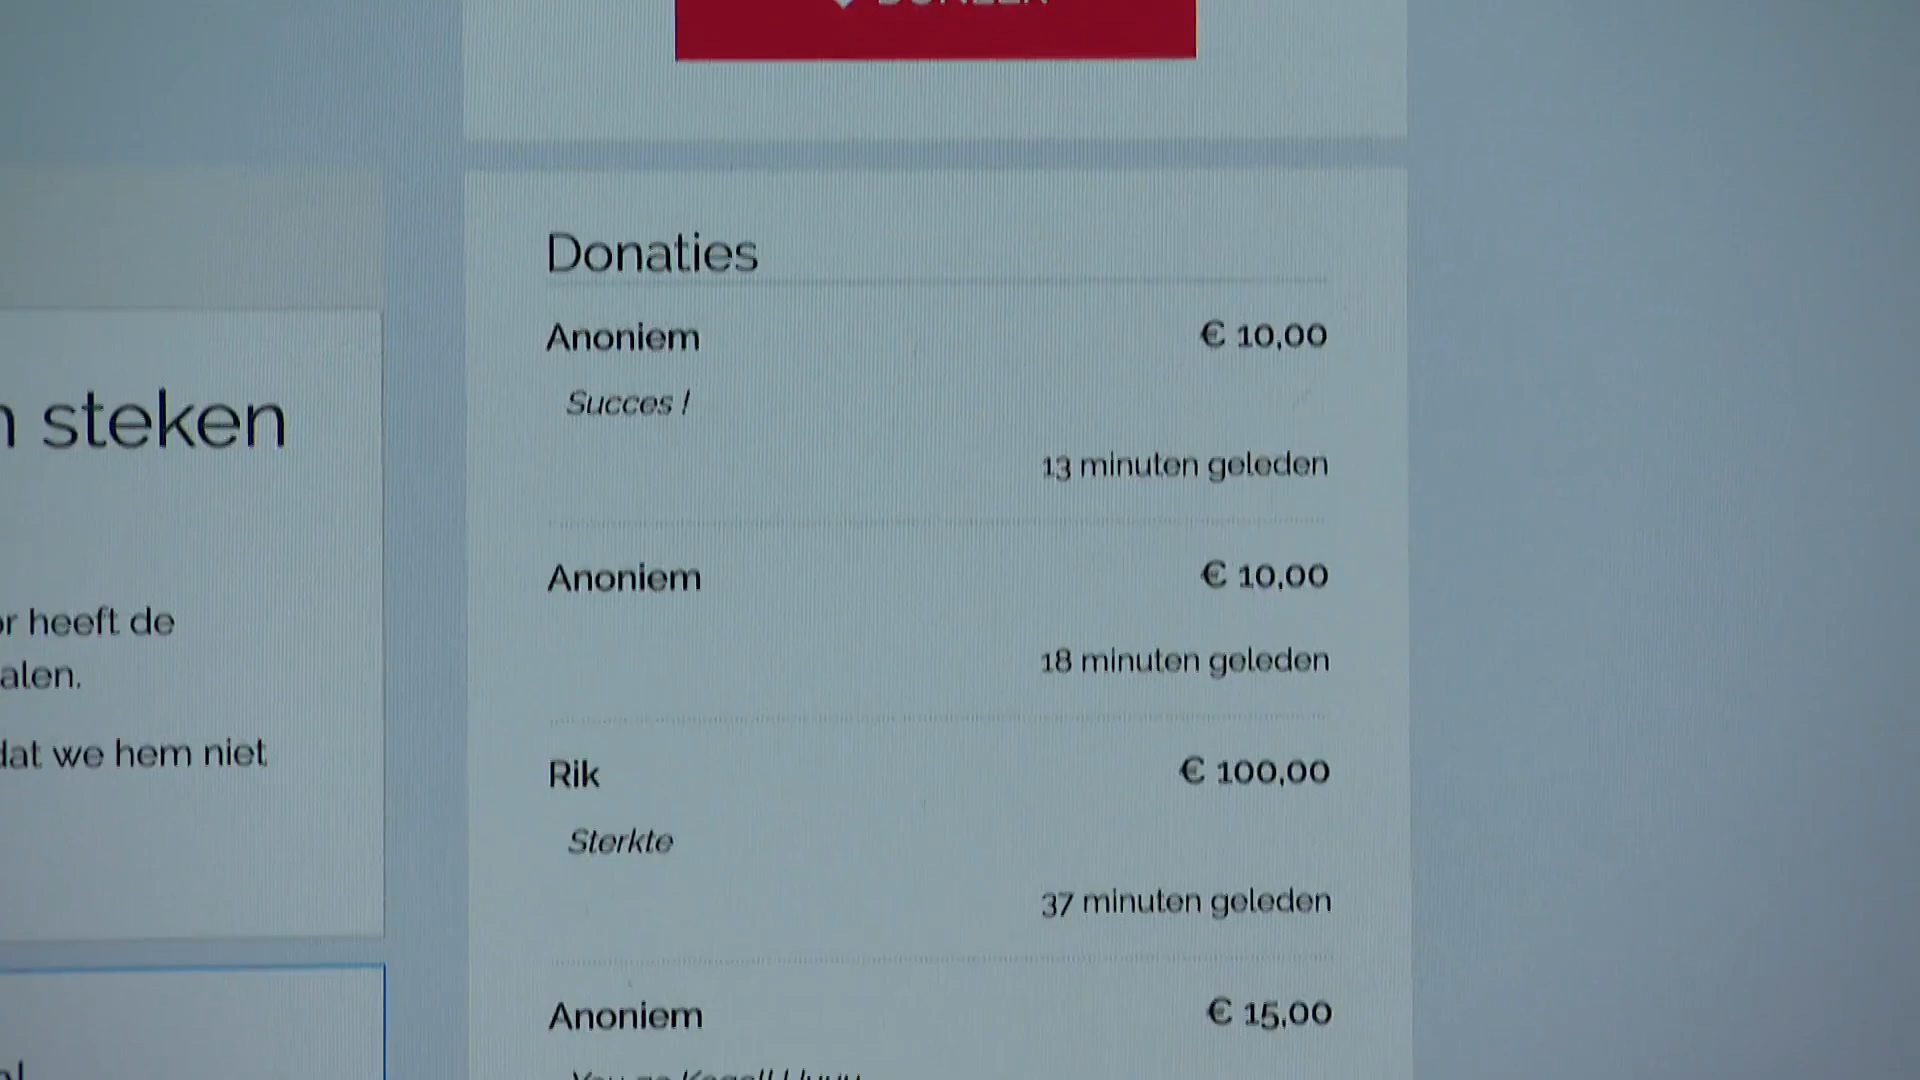 DONEER
Donaties
Anoniem € 10,00
Succes !
13 minuten geleden
Anoniem € 10,00
18 minuten geleden
Rik € 100,00
Sterkte
37 minuten geleden
Anoniem € 15,00
steken
heeft de
dat we hem niet